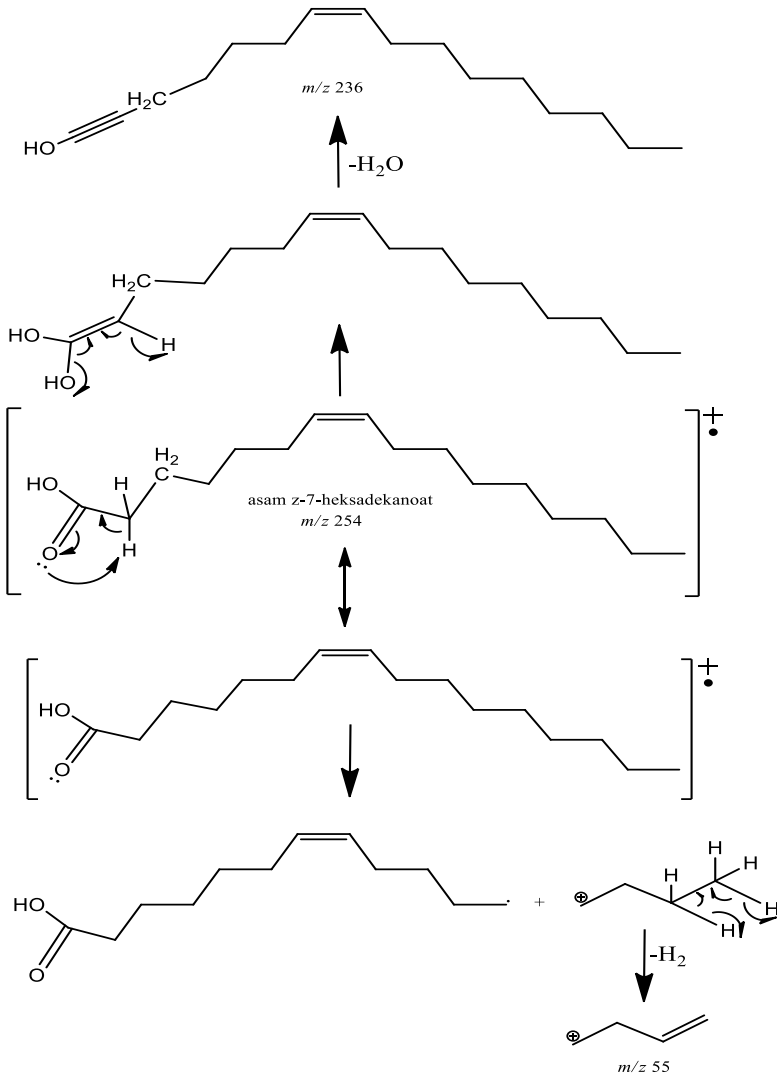 H₂C
m/z 236
HO
-H₂O
H₂C
HO
H
HO
H₂
C
H
HO
asam z-7-heksadekanoat
m/z 254
O
H
HO
O
H
H
H
HO
+
⊕
H
H
O
-H₂
⊕
m/z 55